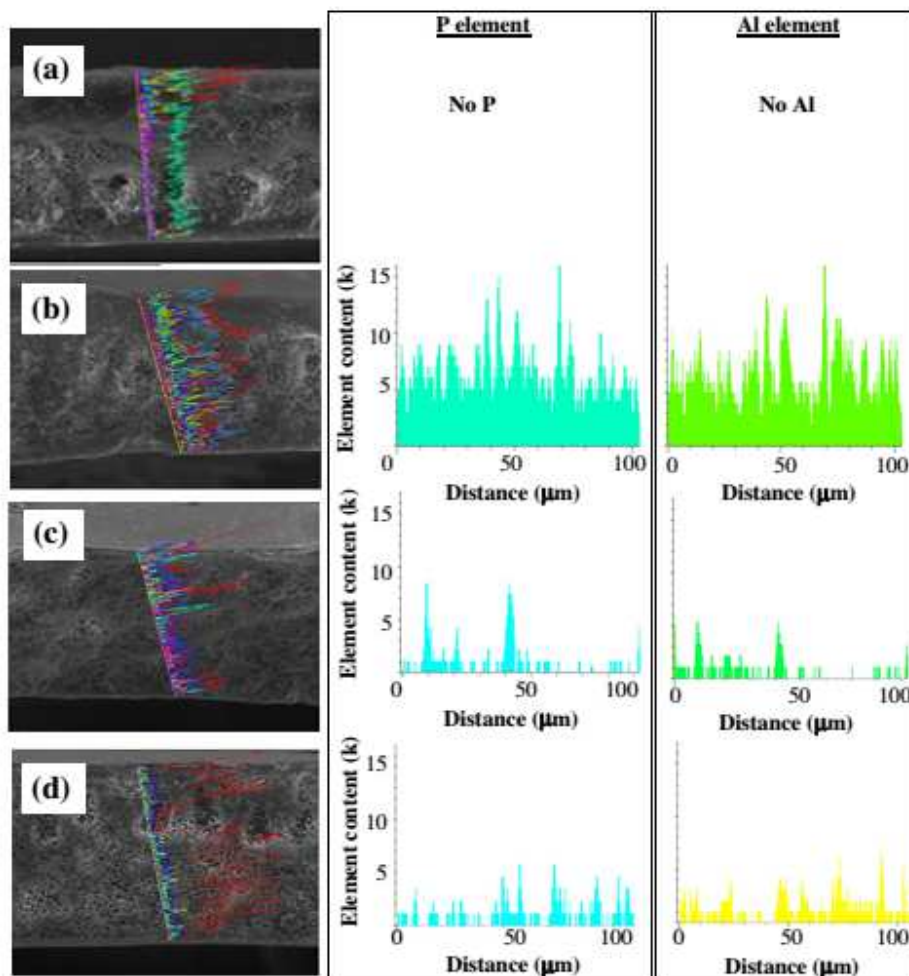 P element
Al element
(a)
No P
No Al
(b)
Element content (k)
15
10
5
0
50
100
0
50
100
Distance (μm)
Distance (μm)
(c)
Element content (k)
15
10
5
0
50
100
0
50
100
Distance (μm)
Distance (μm)
(d)
Element content (k)
15
10
5
0
50
100
0
50
100
Distance (μm)
Distance (μm)